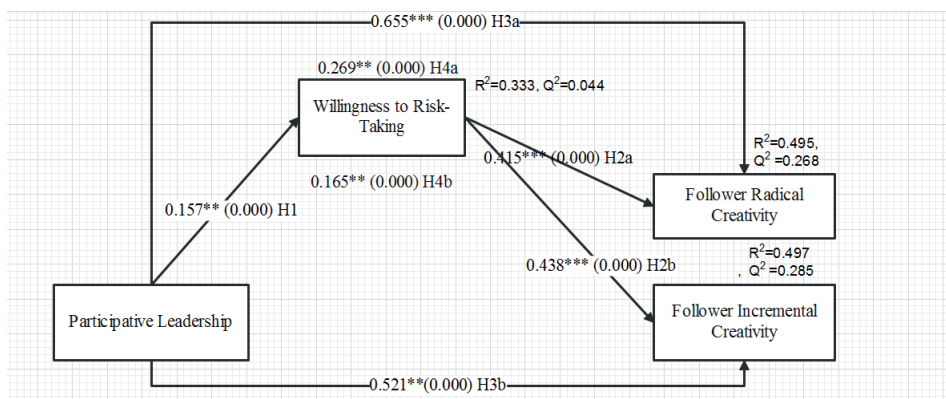 0.655*** (0.000) H3a
0.269** (0.000) H4a
Willingness to Risk-
Taking
R²=0.333, Q²=0.044
0.165** (0.000) H4b
0.415*** (0.000) H2a
R²=0.495,
Q² =0.268
Follower Radical
Creativity
0.157** (0.000) H1
R²=0.497
, Q² =0.285
0.438*** (0.000) H2b
Participative Leadership
Follower Incremental
Creativity
0.521**(0.000) H3b